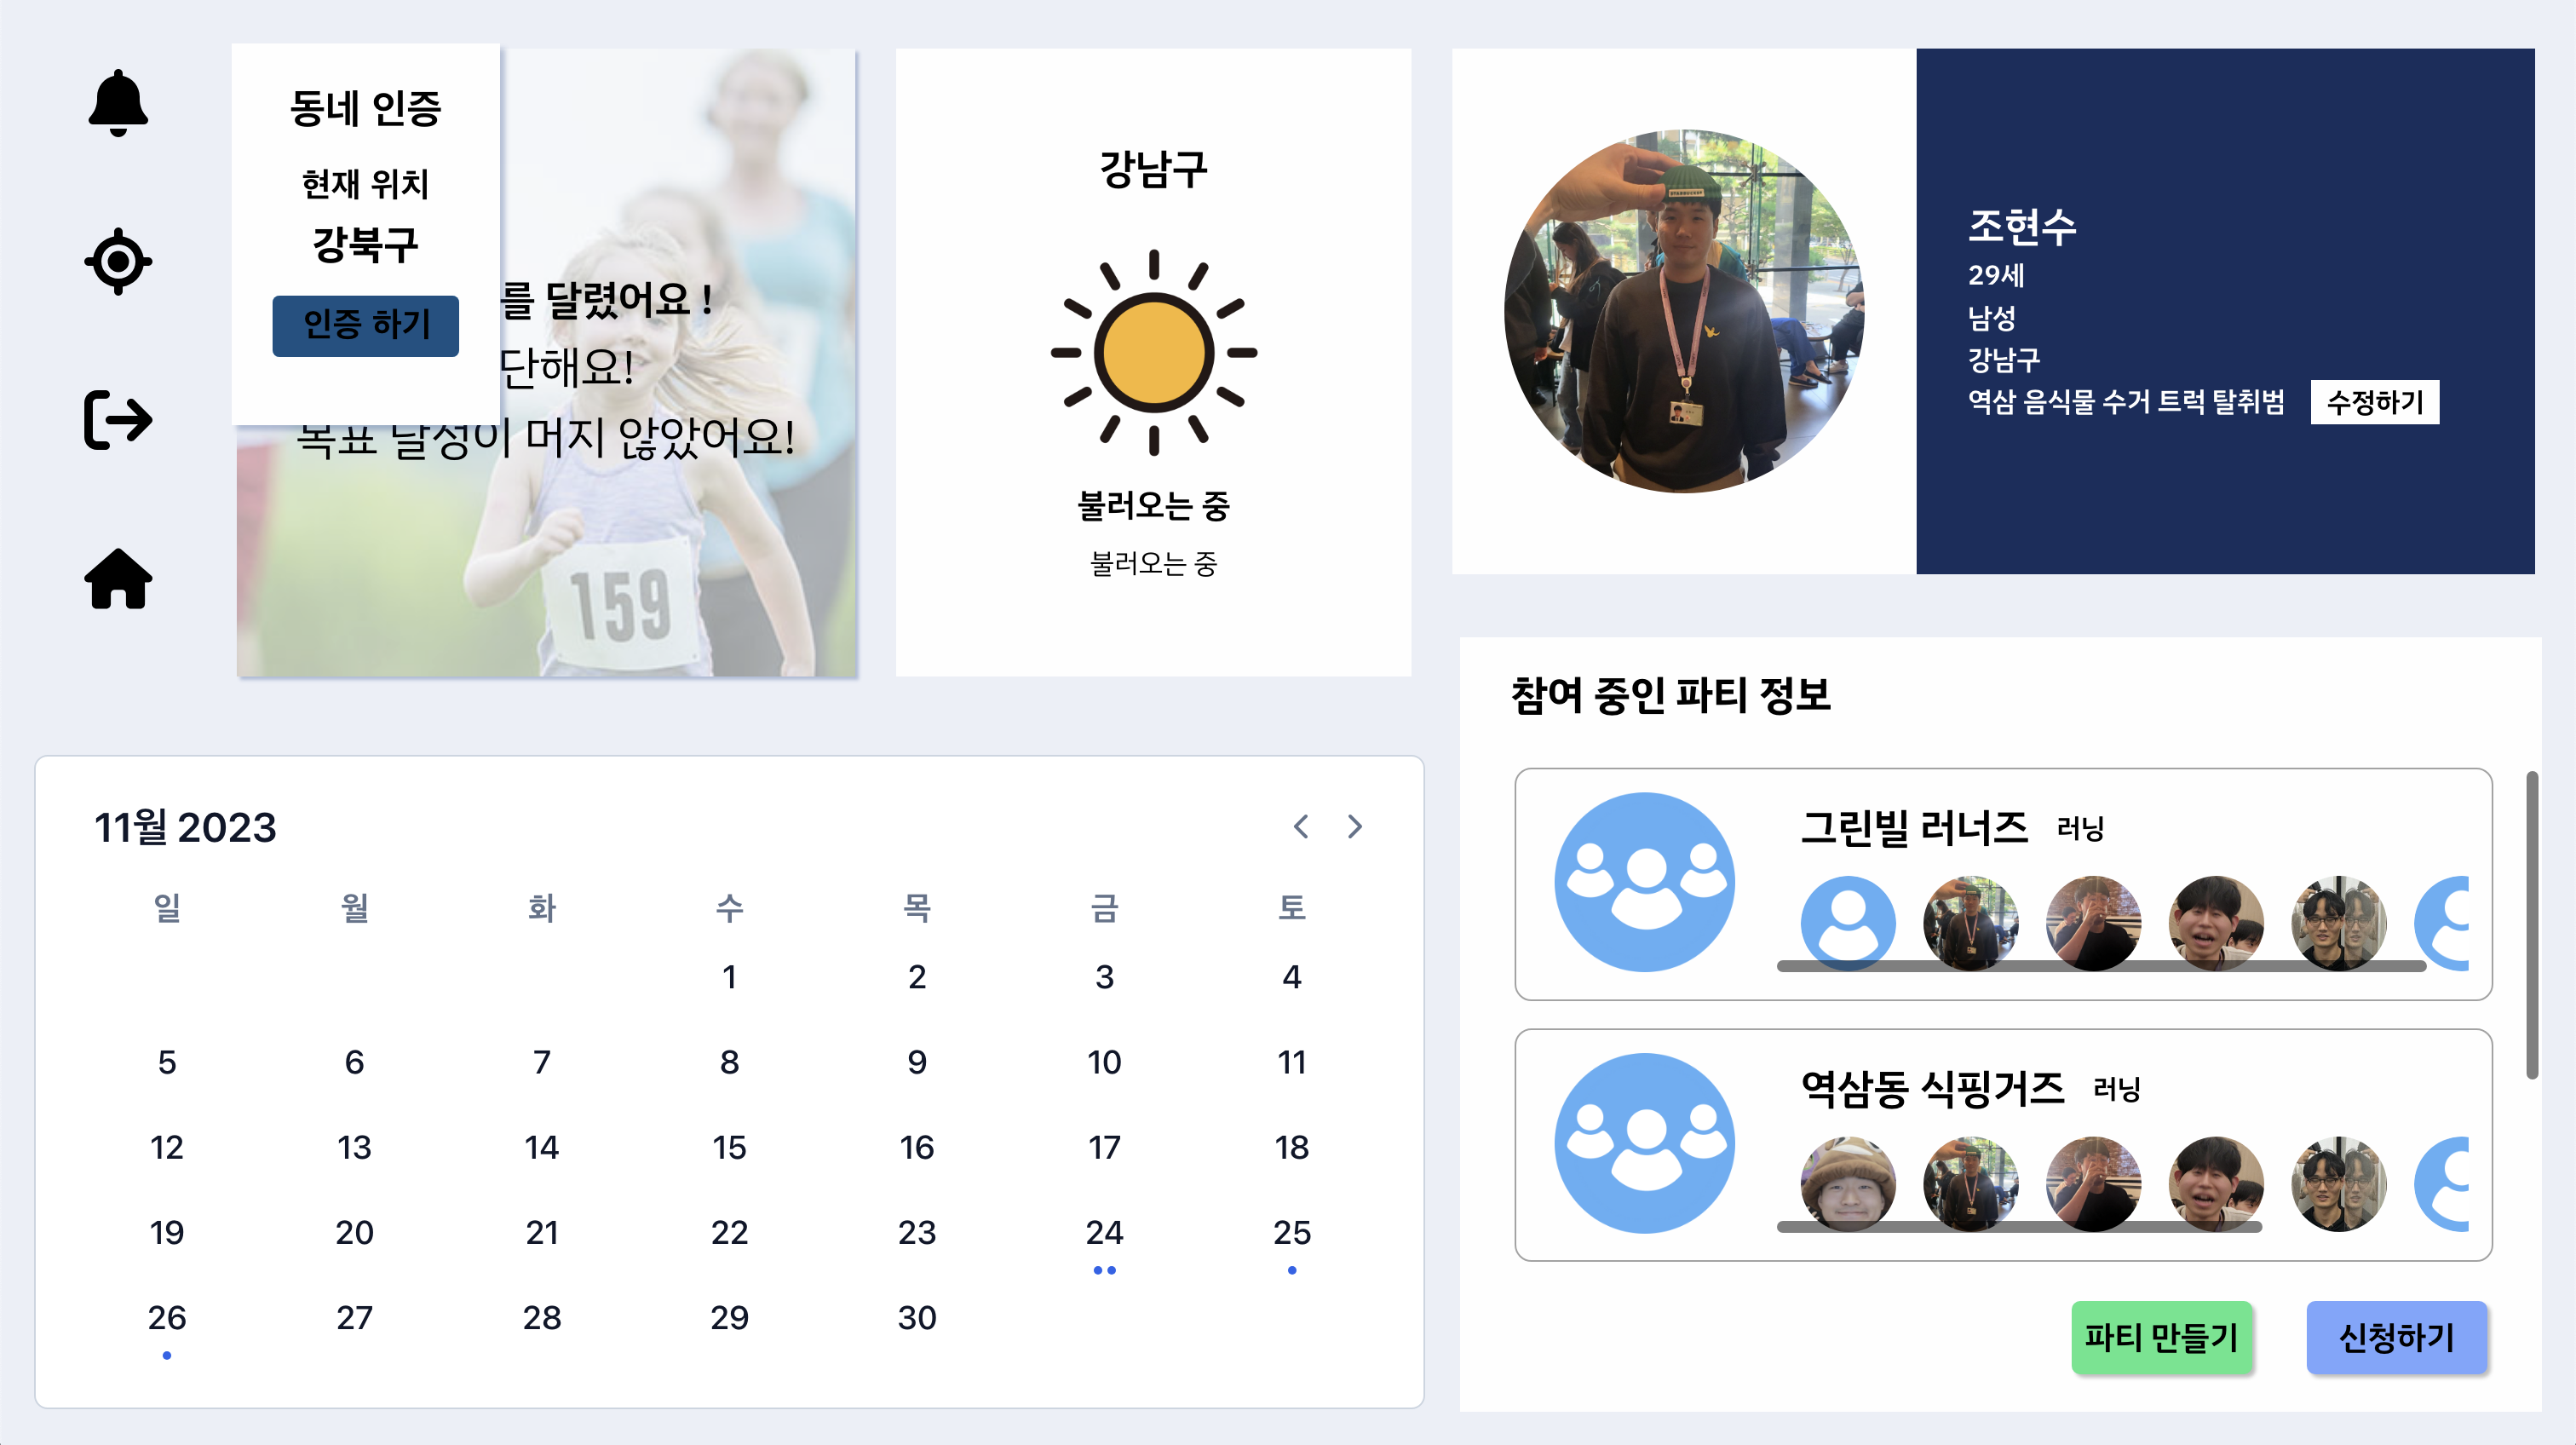 동네 인증
현재 위치
강북구
인증 하기
를 달렸어요 !
단해요!
목표 달성이 머지 않았어요!
159
강남구
불러오는 중
불러오는 중
조현수
29세
남성
강남구
역삼 음식물 수거 트럭 탈취범
수정하기
11월 2023
일 월 화 수 목 금 토
1 2 3 4
5 6 7 8 9 10 11
12 13 14 15 16 17 18
19 20 21 22 23 24 25
26 27 28 29 30
참여 중인 파티 정보
그린빌 러너즈 러닝
역삼동 식핑거즈 러닝
파티 만들기
신청하기